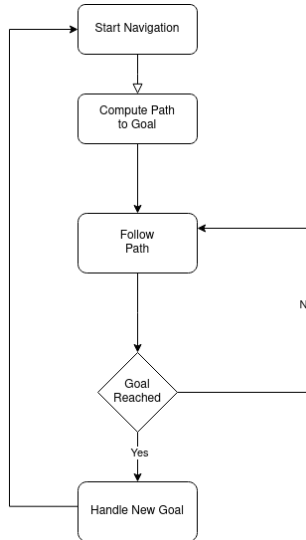 Start Navigation
Compute Path
to Goal
Follow
Path
N
Goal
Reached
Yes
Handle New Goal